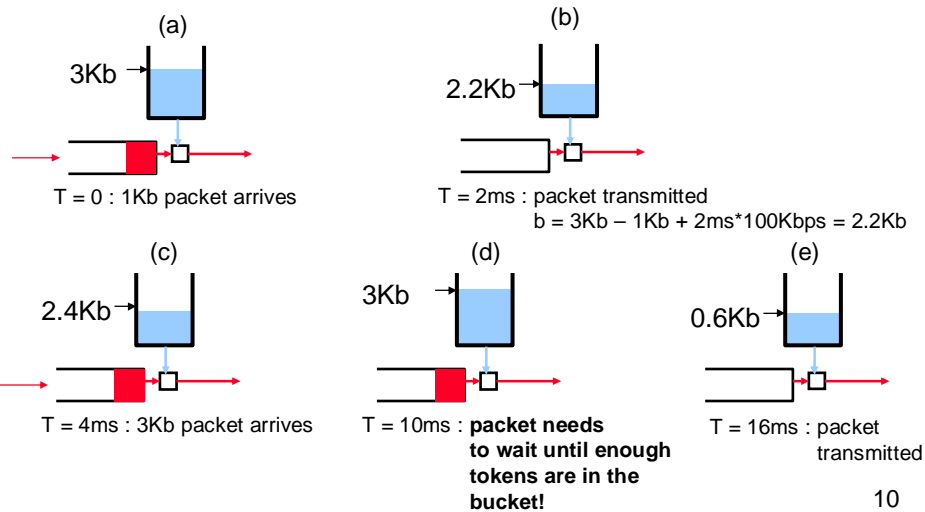 (a)
3Kb
T = 0 : 1Kb packet arrives
(b)
2.2Kb
T = 2ms : packet transmitted
b = 3Kb – 1Kb + 2ms*100Kbps = 2.2Kb
(c)
2.4Kb
T = 4ms : 3Kb packet arrives
(d)
3Kb
T = 10ms : packet needs
to wait until enough
tokens are in the
bucket!
(e)
0.6Kb
T = 16ms : packet
transmitted
10